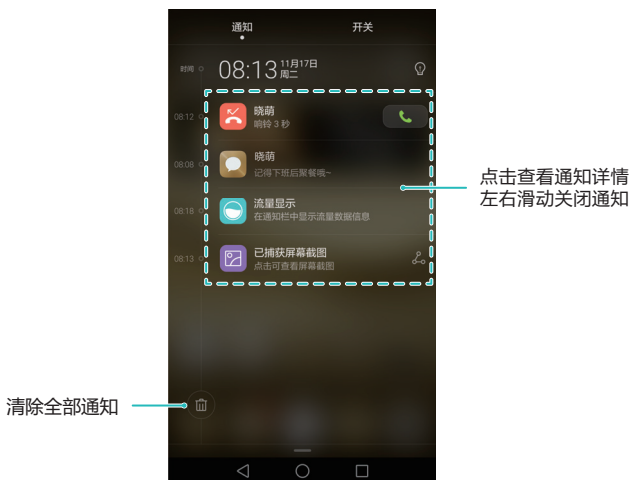 通知
开关
时间
08:13
11月17日
周二
08:12
晓萌
响铃 3 秒
08:08
晓萌
记得下班后聚餐哦~
08:18
流量显示
在通知栏中显示流量数据信息
08:13
已捕获屏幕截图
点击可查看屏幕截图
点击查看通知详情
左右滑动关闭通知
清除全部通知